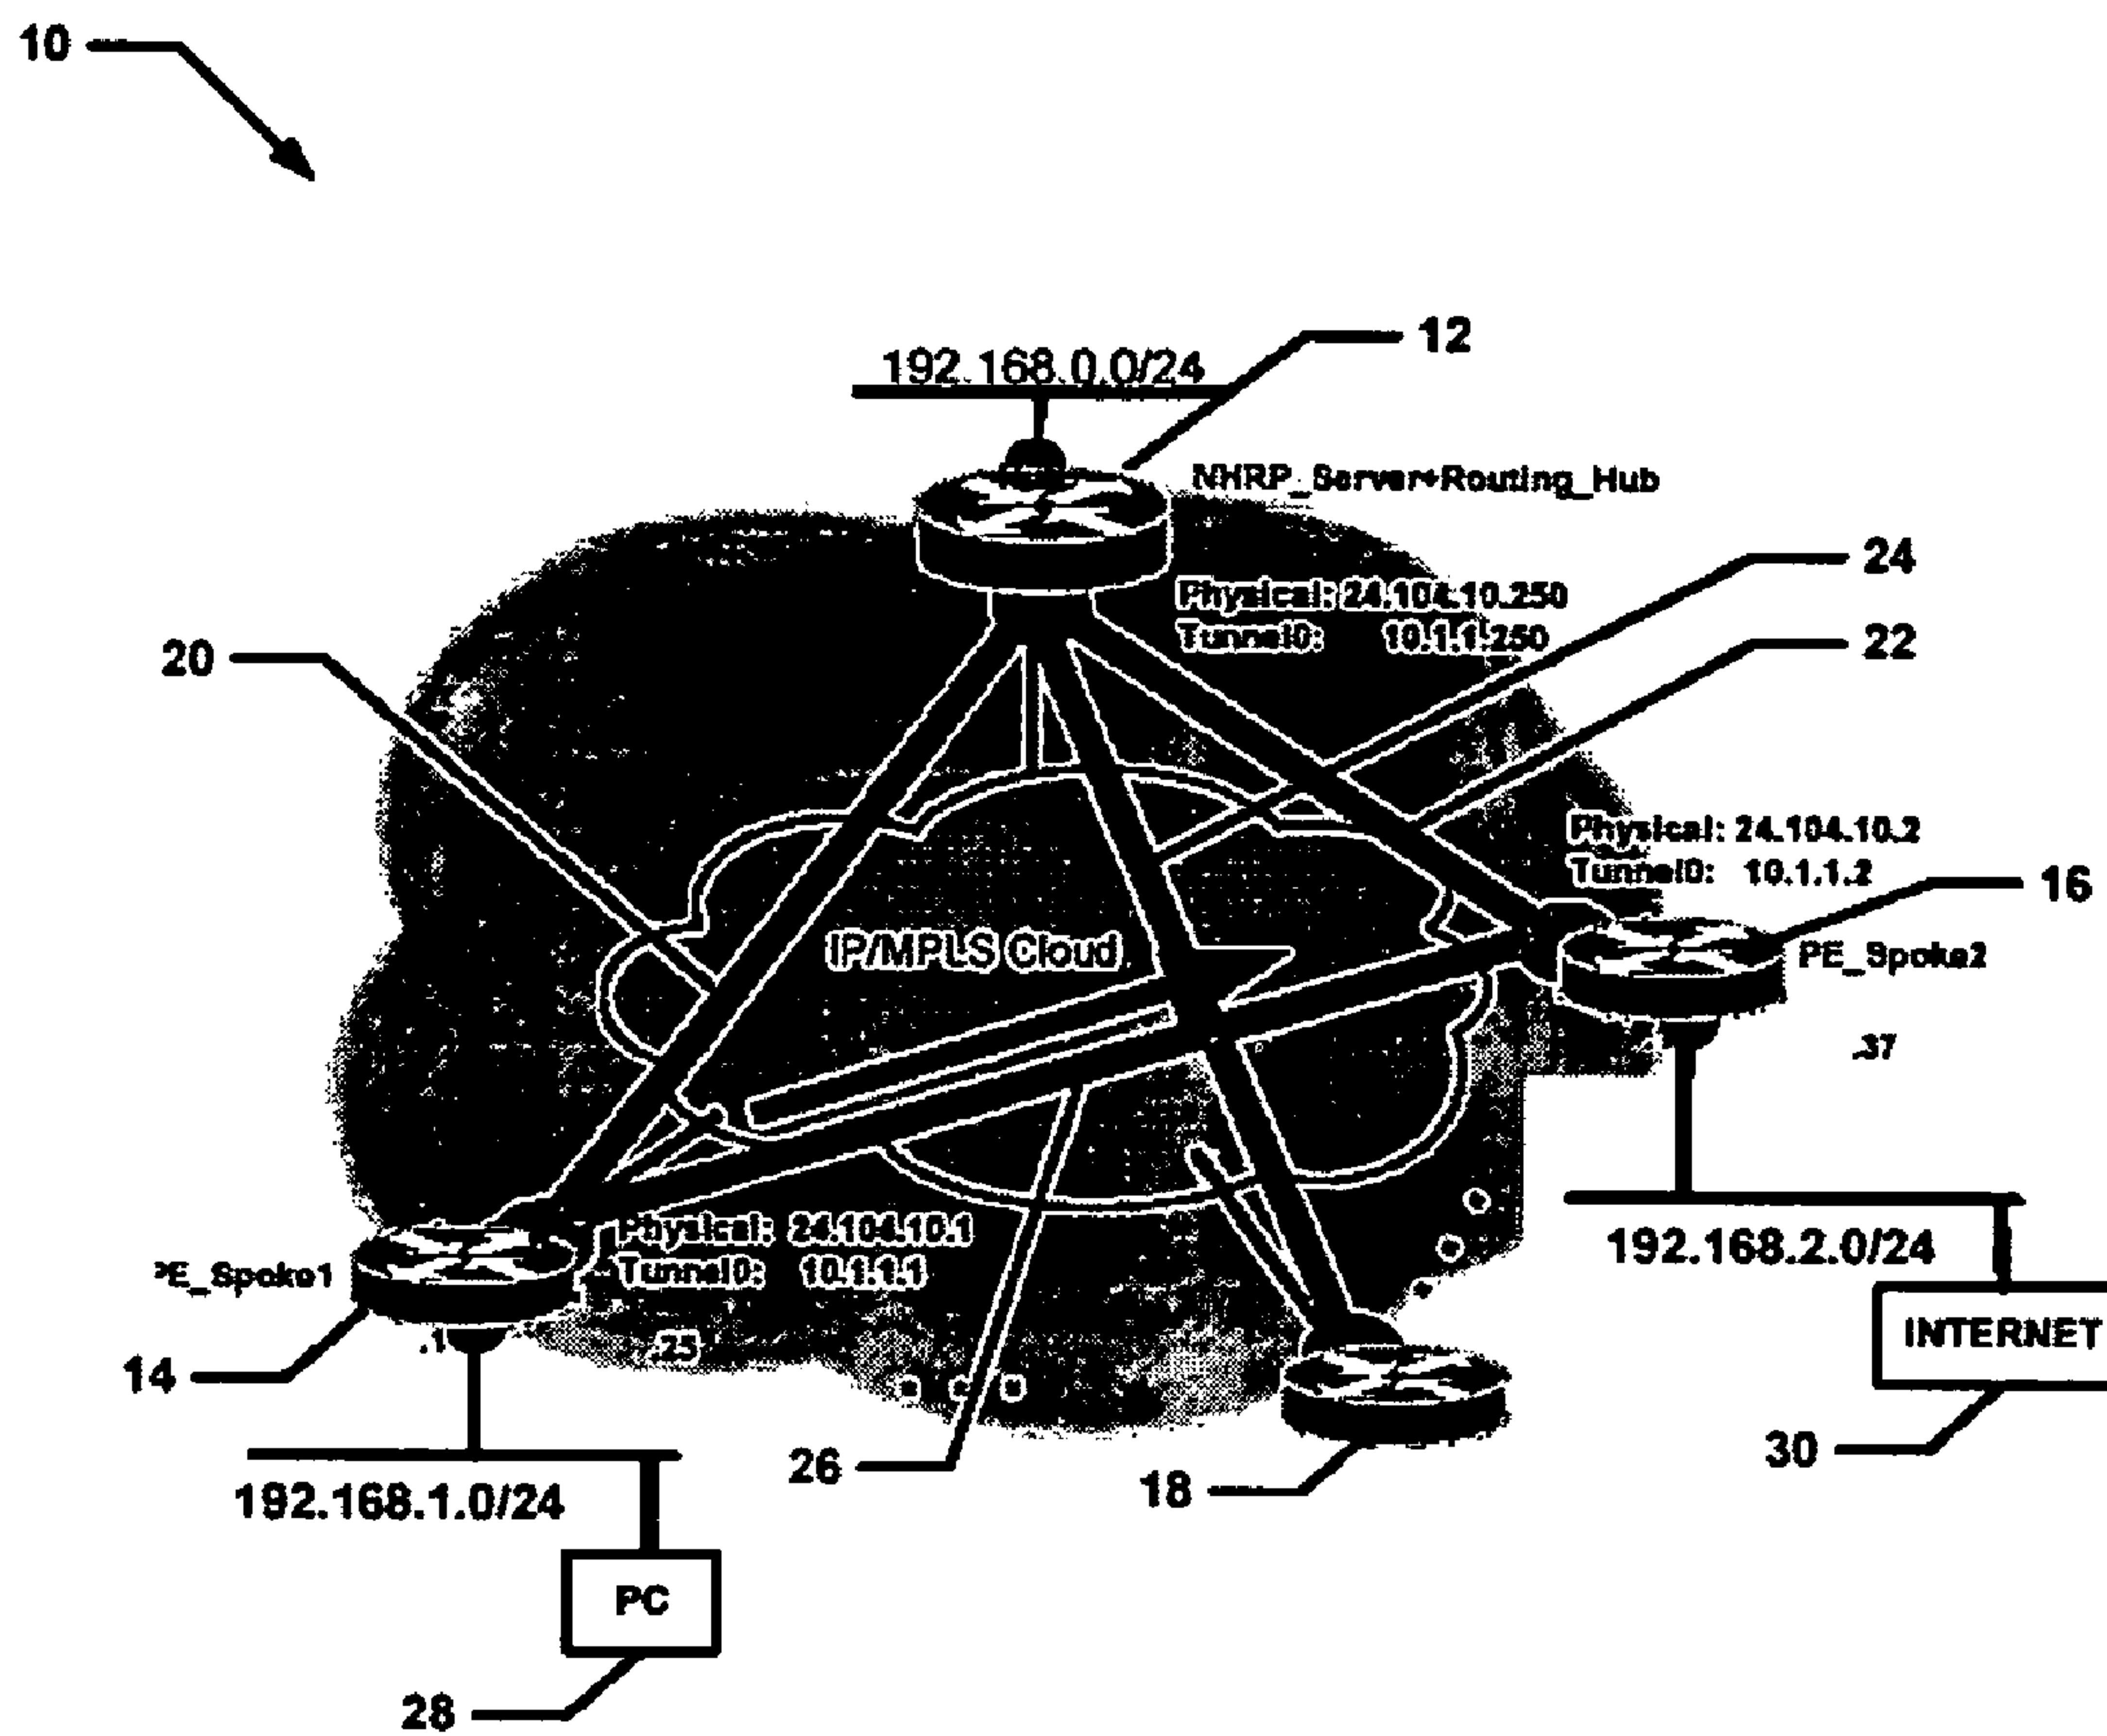 10
12
192.168.0.0/24
NHRP_Server+Routing_Hub
24
Physical: 24.104.10.250
Tunnel0: 10.1.1.250
22
20
Physical: 24.104.10.2
Tunnel0: 10.1.1.2
16
IP/MPLS Cloud
PE_Spoke2
.37
Physical: 24.104.10.1
Tunnel0: 10.1.1.1
192.168.2.0/24
PE_Spoke1
INTERNET
.1
.25
14
30
26
18
192.168.1.0/24
PC
28